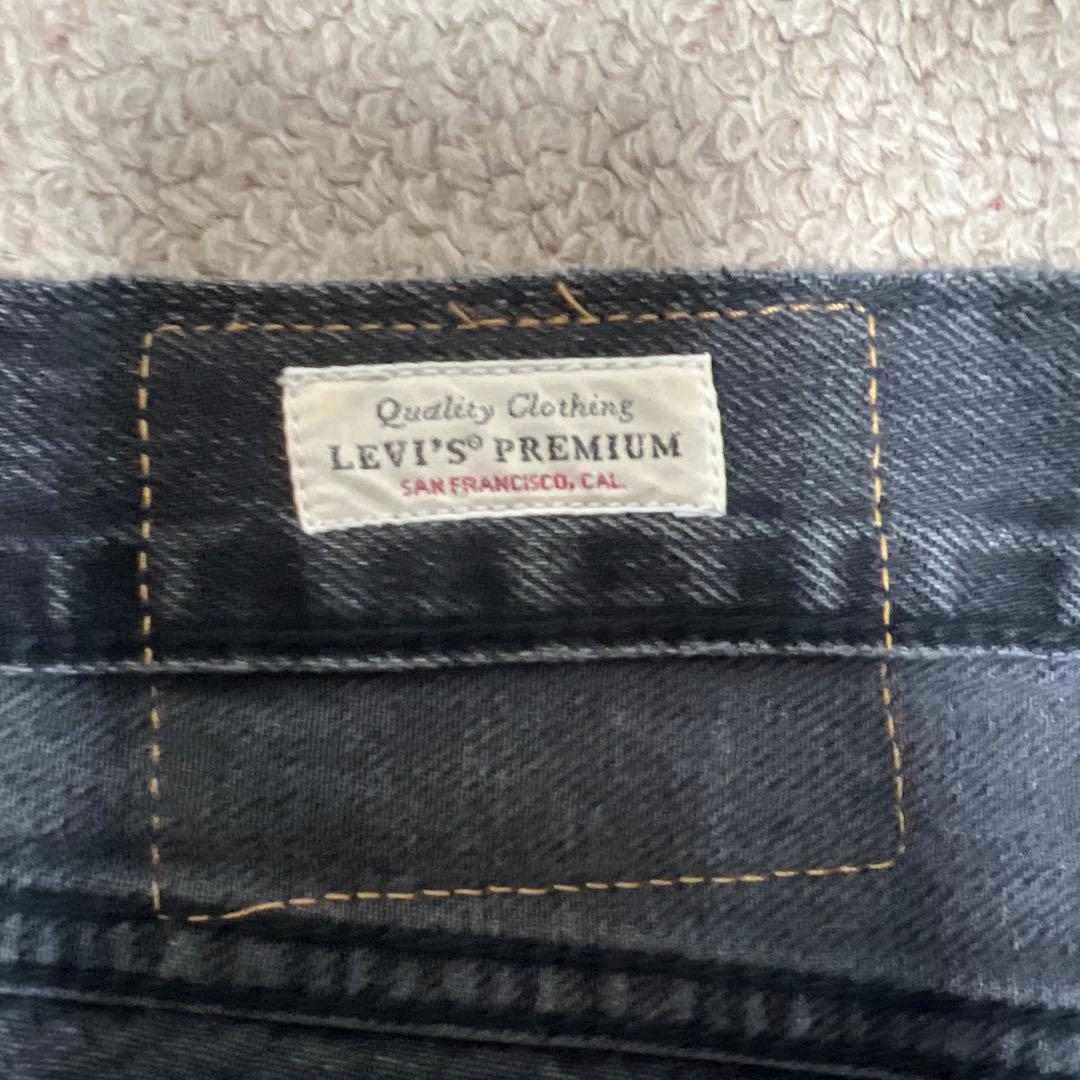 Quality Clothing
LEVI'S® PREMIUM
SAN FRANCISCO, CAL.